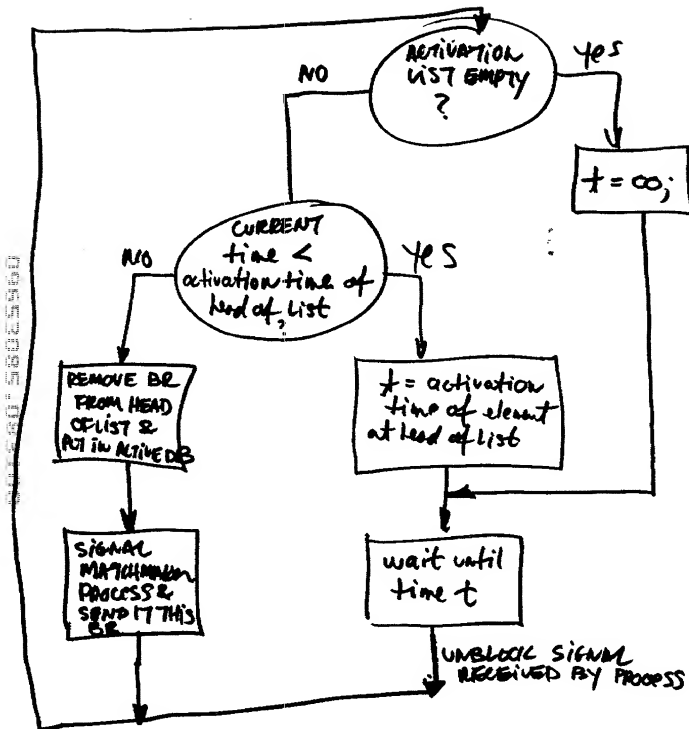 ACTIVATION
LIST EMPTY
?
NO
yes
t = ∞;
CURRENT
time <
activation time of
head of, list
NO
yes
REMOVE BR
FROM HEAD
OF LIST &
PUT IN ACTIVE DB
t = activation
time of element
at head of list
SIGNAL
MATCHMAKER
PROCESS &
SEND IT THIS
BR
wait until
time t
UNBLOCK SIGNAL
RECEIVED BY PROCESS